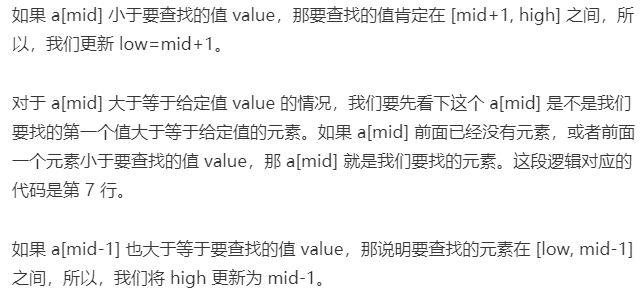 如果 a[mid] 小于要查找的值 value，那要查找的值肯定在 [mid+1, high] 之间，所
以，我们更新 low=mid+1。
对于 a[mid] 大于等于给定值 value 的情况，我们要先看下这个 a[mid] 是不是我们
要找的第一个值大于等于给定值的元素。如果 a[mid] 前面已经没有元素，或者前面
一个元素小于要查找的值 value，那 a[mid] 就是我们要找的元素。这段逻辑对应的
代码是第 7 行。
如果 a[mid-1] 也大于等于要查找的值 value，那说明要查找的元素在 [low, mid-1]
之间，所以，我们将 high 更新为 mid-1。